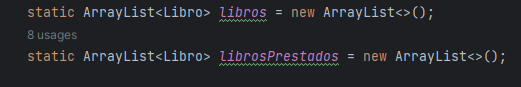 static ArrayList<Libro> libros = new ArrayList<>();
8 usages
static ArrayList<Libro> librosPrestados = new ArrayList<>();